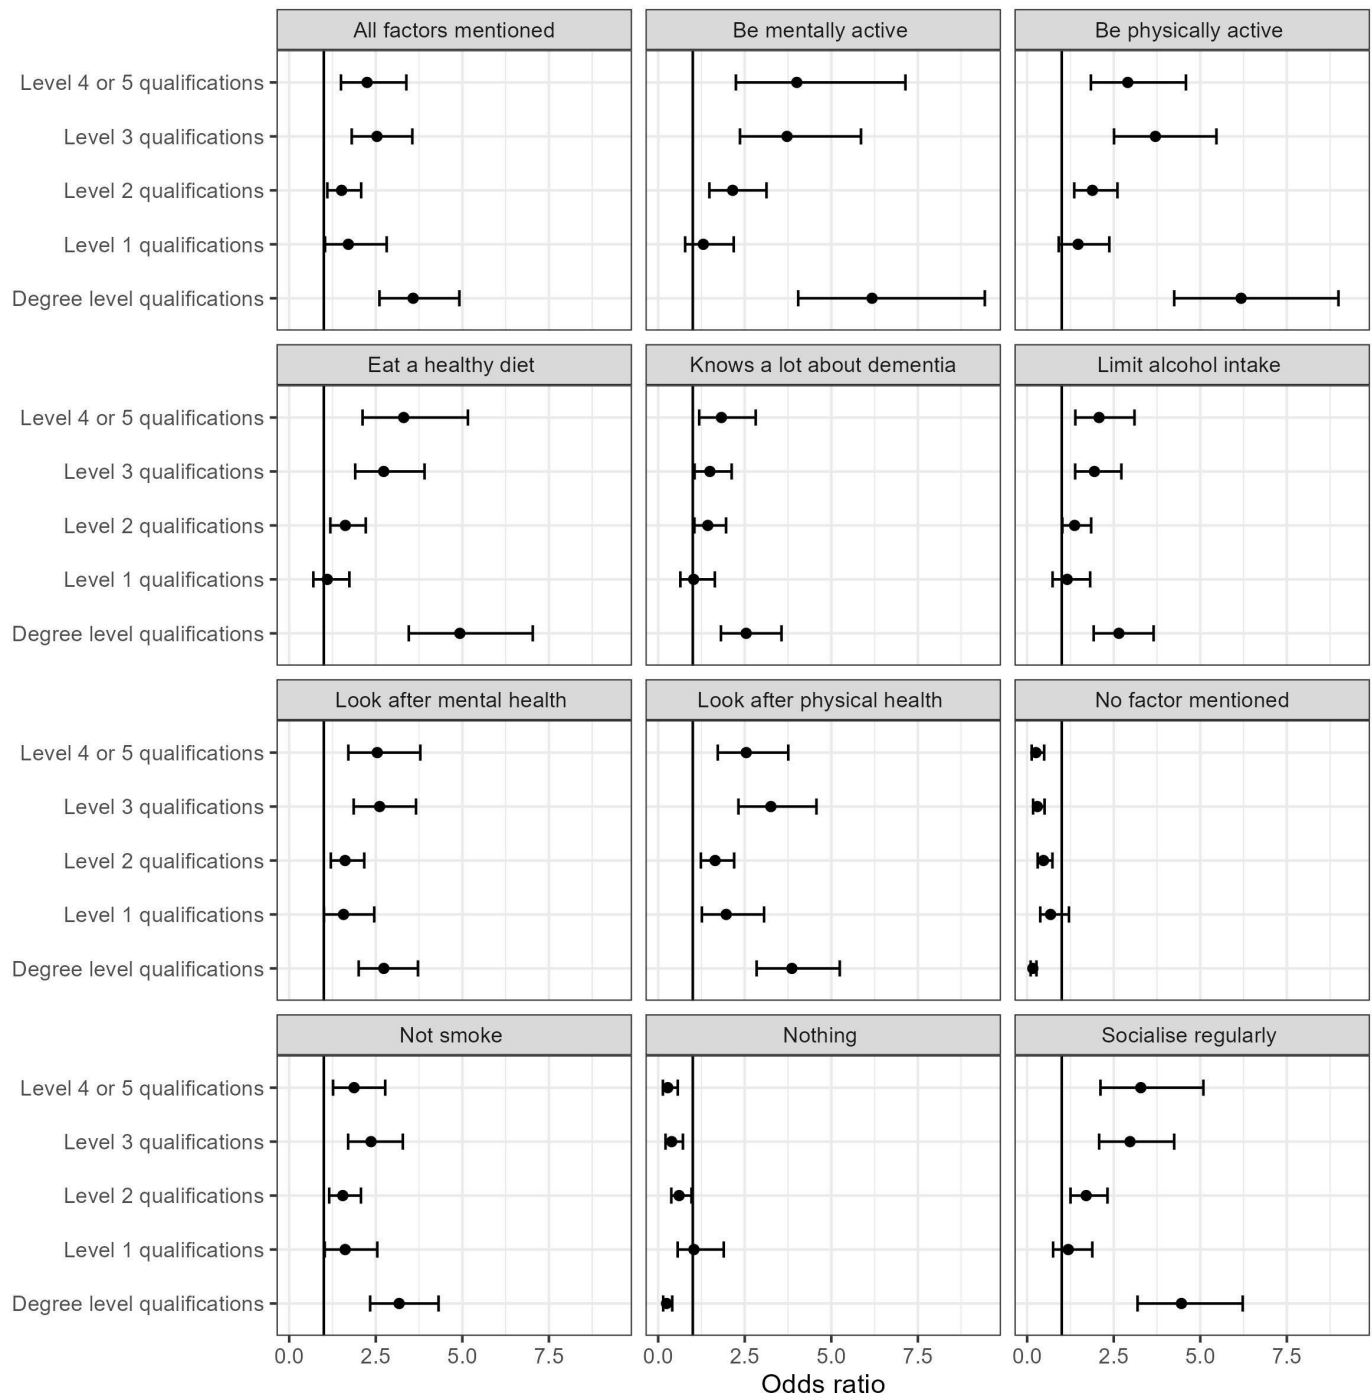 All factors mentioned
Be mentally active
Be physically active
Level 4 or 5 qualifications
Level 3 qualifications
Level 2 qualifications
Level 1 qualifications
Degree level qualifications
Eat a healthy diet
Knows a lot about dementia
Limit alcohol intake
Level 4 or 5 qualifications
Level 3 qualifications
Level 2 qualifications
Level 1 qualifications
Degree level qualifications
Look after mental health
Look after physical health
No factor mentioned
Level 4 or 5 qualifications
Level 3 qualifications
Level 2 qualifications
Level 1 qualifications
Degree level qualifications
Not smoke
Nothing
Socialise regularly
Level 4 or 5 qualifications
Level 3 qualifications
Level 2 qualifications
Level 1 qualifications
Degree level qualifications
0.0 2.5 5.0 7.5
0.0 2.5 5.0 7.5
0.0 2.5 5.0 7.5
Odds ratio